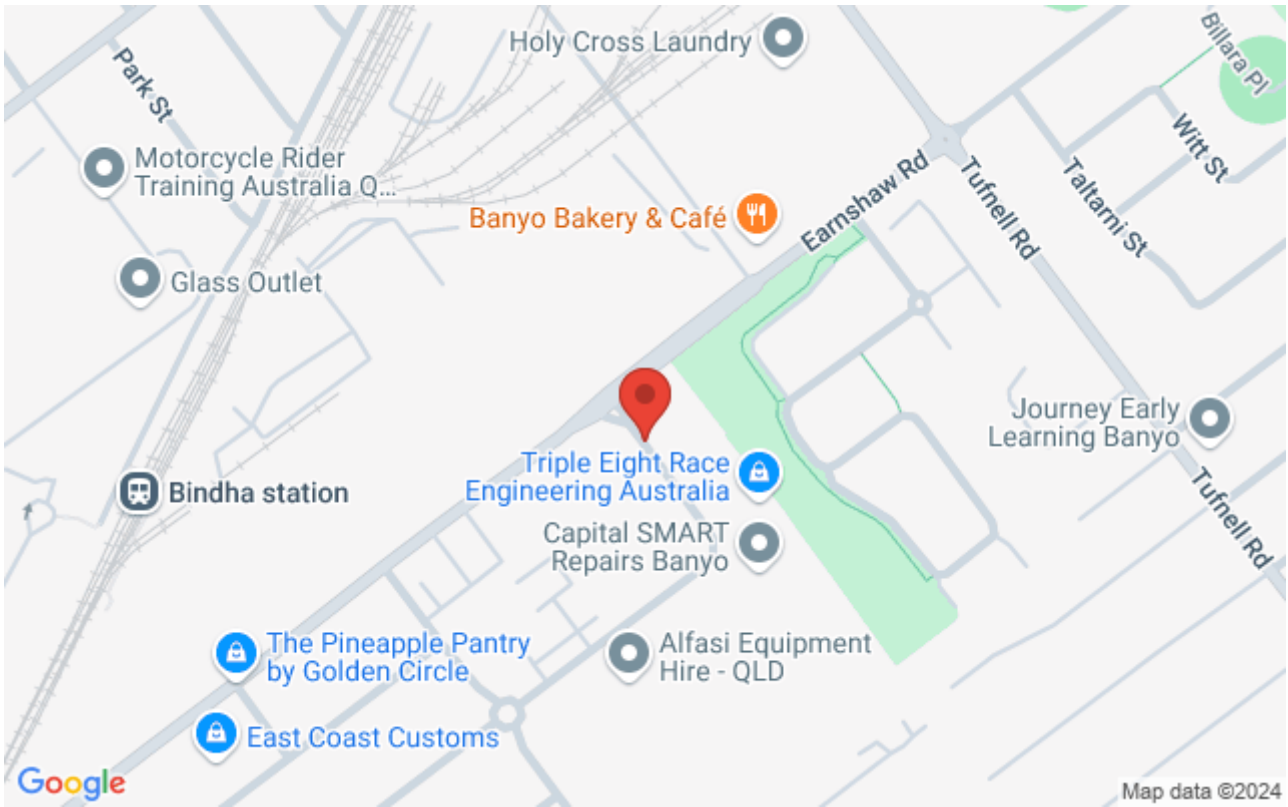 Holy Cross Laundry
Billara Pl
Park St
Witt St
Motorcycle Rider
Training Australia Q...
Earnshaw Rd
Tufnell Rd
Taltarni St
Banyo Bakery & Café
Glass Outlet
Journey Early
Learning Banyo
Triple Eight Race
Engineering Australia
Bindha station
Capital SMART
Repairs Banyo
Tufnell Rd
The Pineapple Pantry
by Golden Circle
Alfasi Equipment
Hire - QLD
East Coast Customs
Google
Map data ©2024